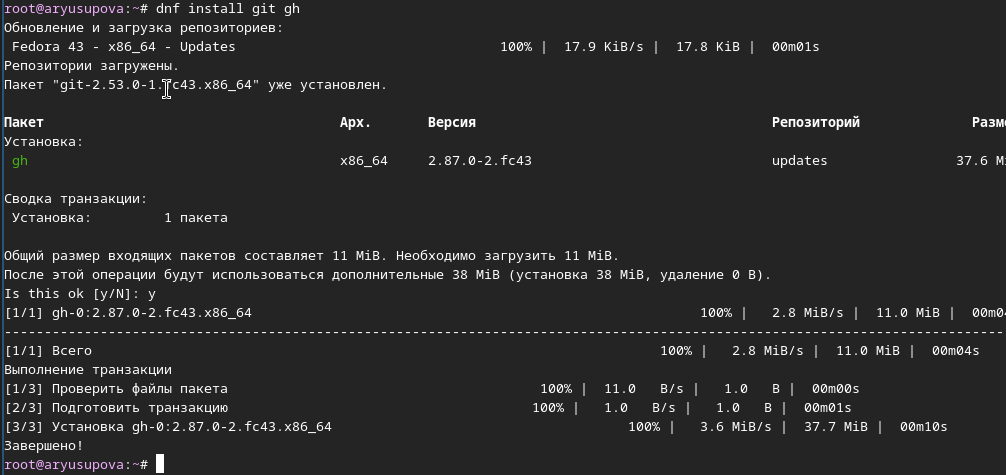 root@aryusupova:~# dnf install git gh
Обновление и загрузка репозиториев:
Fedora 43 - x86_64 - Updates 100% | 17.9 KiB/s | 17.8 KiB | 00m01s
Репозитории загружены.
Пакет "git-2.53.0-1.fc43.x86_64" уже установлен.
Пакет Арх. Версия Репозиторий Разме
Установка:
gh x86_64 2.87.0-2.fc43 updates 37.6 M
Сводка транзакции:
Установка: 1 пакета
Общий размер входящих пакетов составляет 11 MiB. Необходимо загрузить 11 MiB.
После этой операции будут использоваться дополнительные 38 MiB (установка 38 MiB, удаление 0 B).
Is this ok [y/N]: y
[1/1] gh-0:2.87.0-2.fc43.x86_64 100% | 2.8 MiB/s | 11.0 MiB | 00m04
--------------------------------------------------------------------------------
[1/1] Всего 100% | 2.8 MiB/s | 11.0 MiB | 00m04s
Выполнение транзакции
[1/3] Проверить файлы пакета 100% | 11.0 B/s | 1.0 B | 00m00s
[2/3] Подготовить транзакцию 100% | 1.0 B/s | 1.0 B | 00m01s
[3/3] Установка gh-0:2.87.0-2.fc43.x86_64 100% | 3.6 MiB/s | 37.7 MiB | 00m10s
Завершено!
root@aryusupova:~#